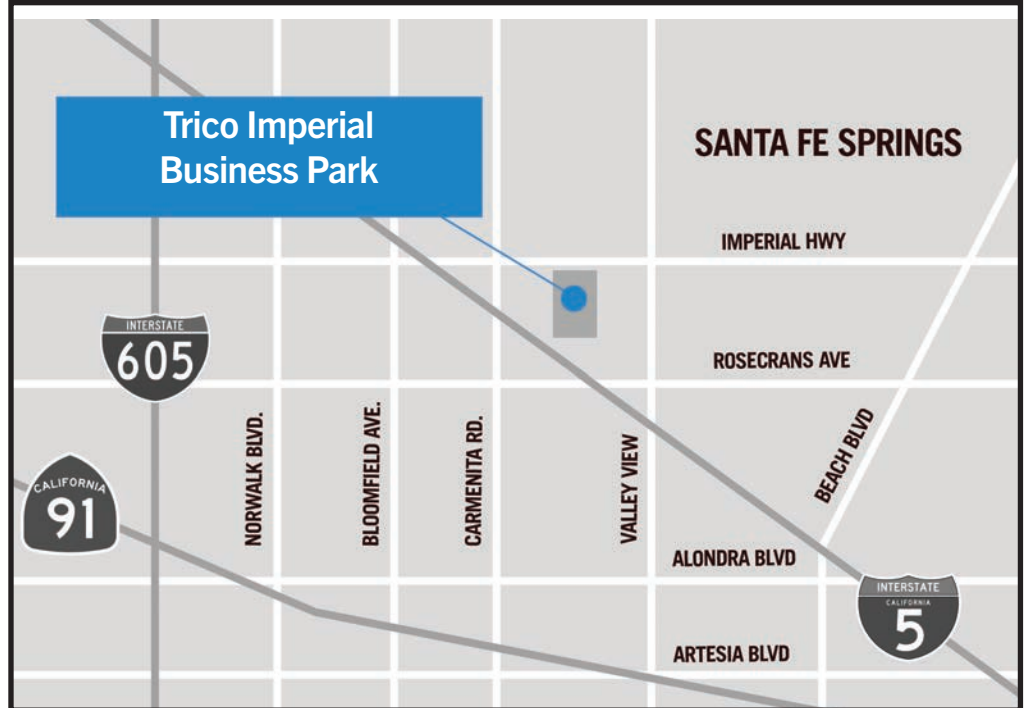 Trico Imperial
Business Park
SANTA FE SPRINGS
IMPERIAL HWY
INTERSTATE
605
ROSECRANS AVE
NORWALK BLVD.
BLOOMFIELD AVE.
CARMENITA RD.
VALLEY VIEW
BEACH BLVD
CALIFORNIA
91
ALONDRA BLVD
INTERSTATE
CALIFORNIA
5
ARTESIA BLVD